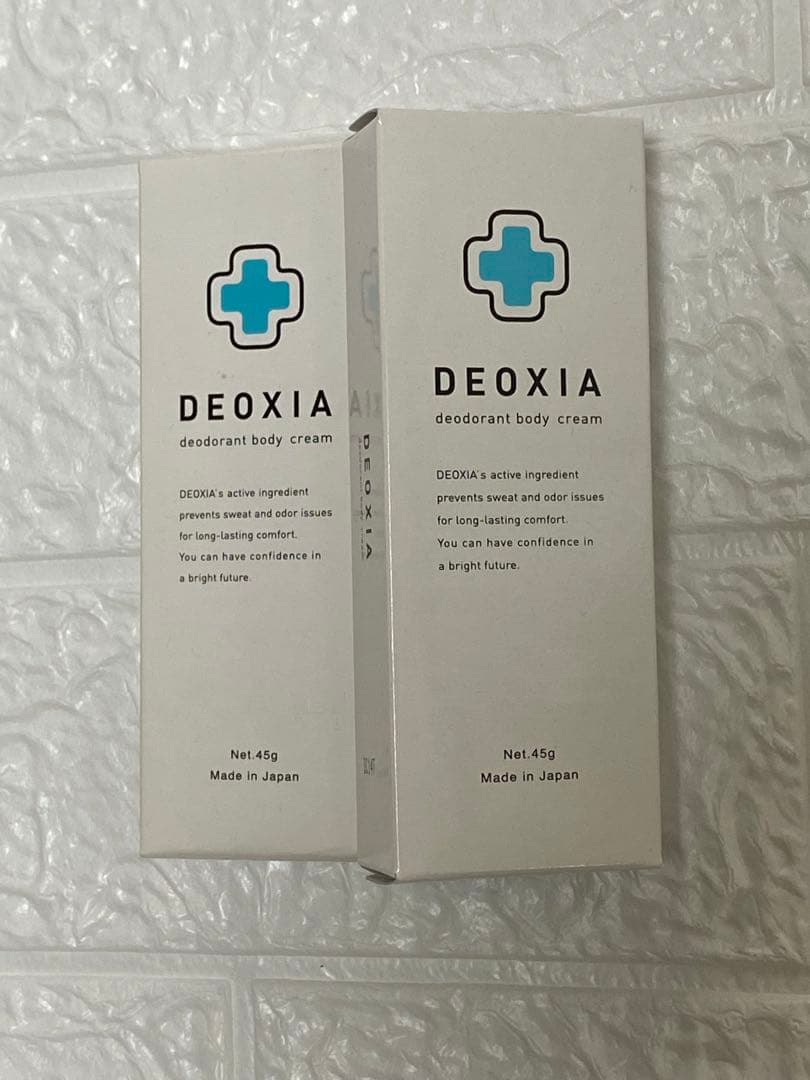 DEOXIA
deodorant body cream
DEOXIA's active ingredient
prevents sweat and odor issues
for long-lasting comfort.
You can have confidence in
a bright future.
Net.45g
Made in Japan
DEOXIA
deodorant body cream
DEOXIA
deodorant body cream
DEOXIA's active ingredient
prevents sweat and odor issues
for long-lasting comfort.
You can have confidence in
a bright future.
Net.45g
Made in Japan